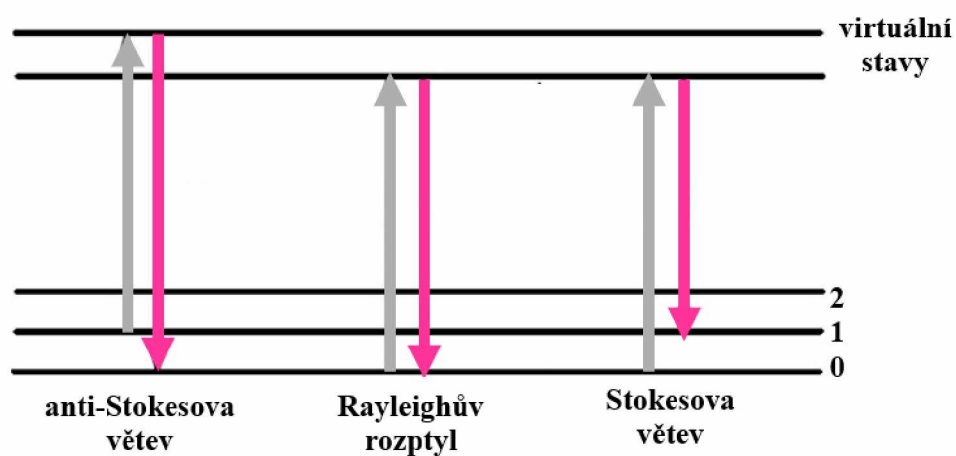 virtuální
stavy
2
1
0
anti-Stokesova
větev
Rayleighův
rozptyl
Stokesova
větev